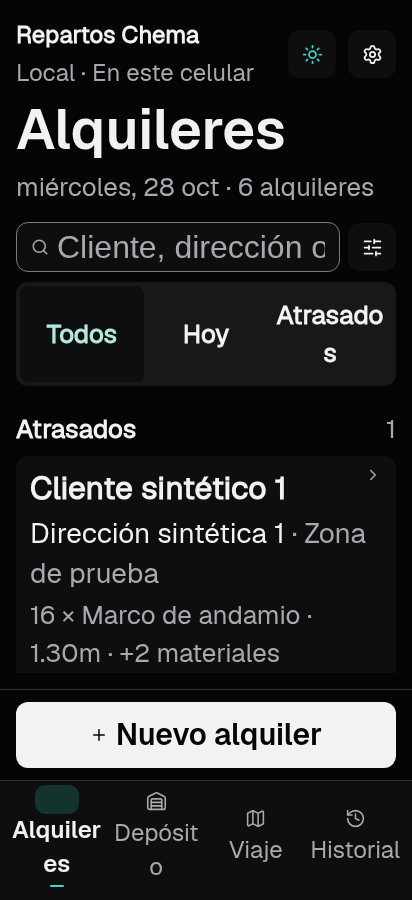 Repartos Chema
Local · En este celular
Alquileres
miércoles, 28 oct · 6 alquileres
Cliente, dirección o
Todos
Hoy
Atrasado
s
Atrasados
1
Cliente sintético 1
Dirección sintética 1 · Zona
de prueba
16 × Marco de andamio ·
1.30m · +2 materiales
+ Nuevo alquiler
Alquiler
es
Depósit
o
Viaje
Historial